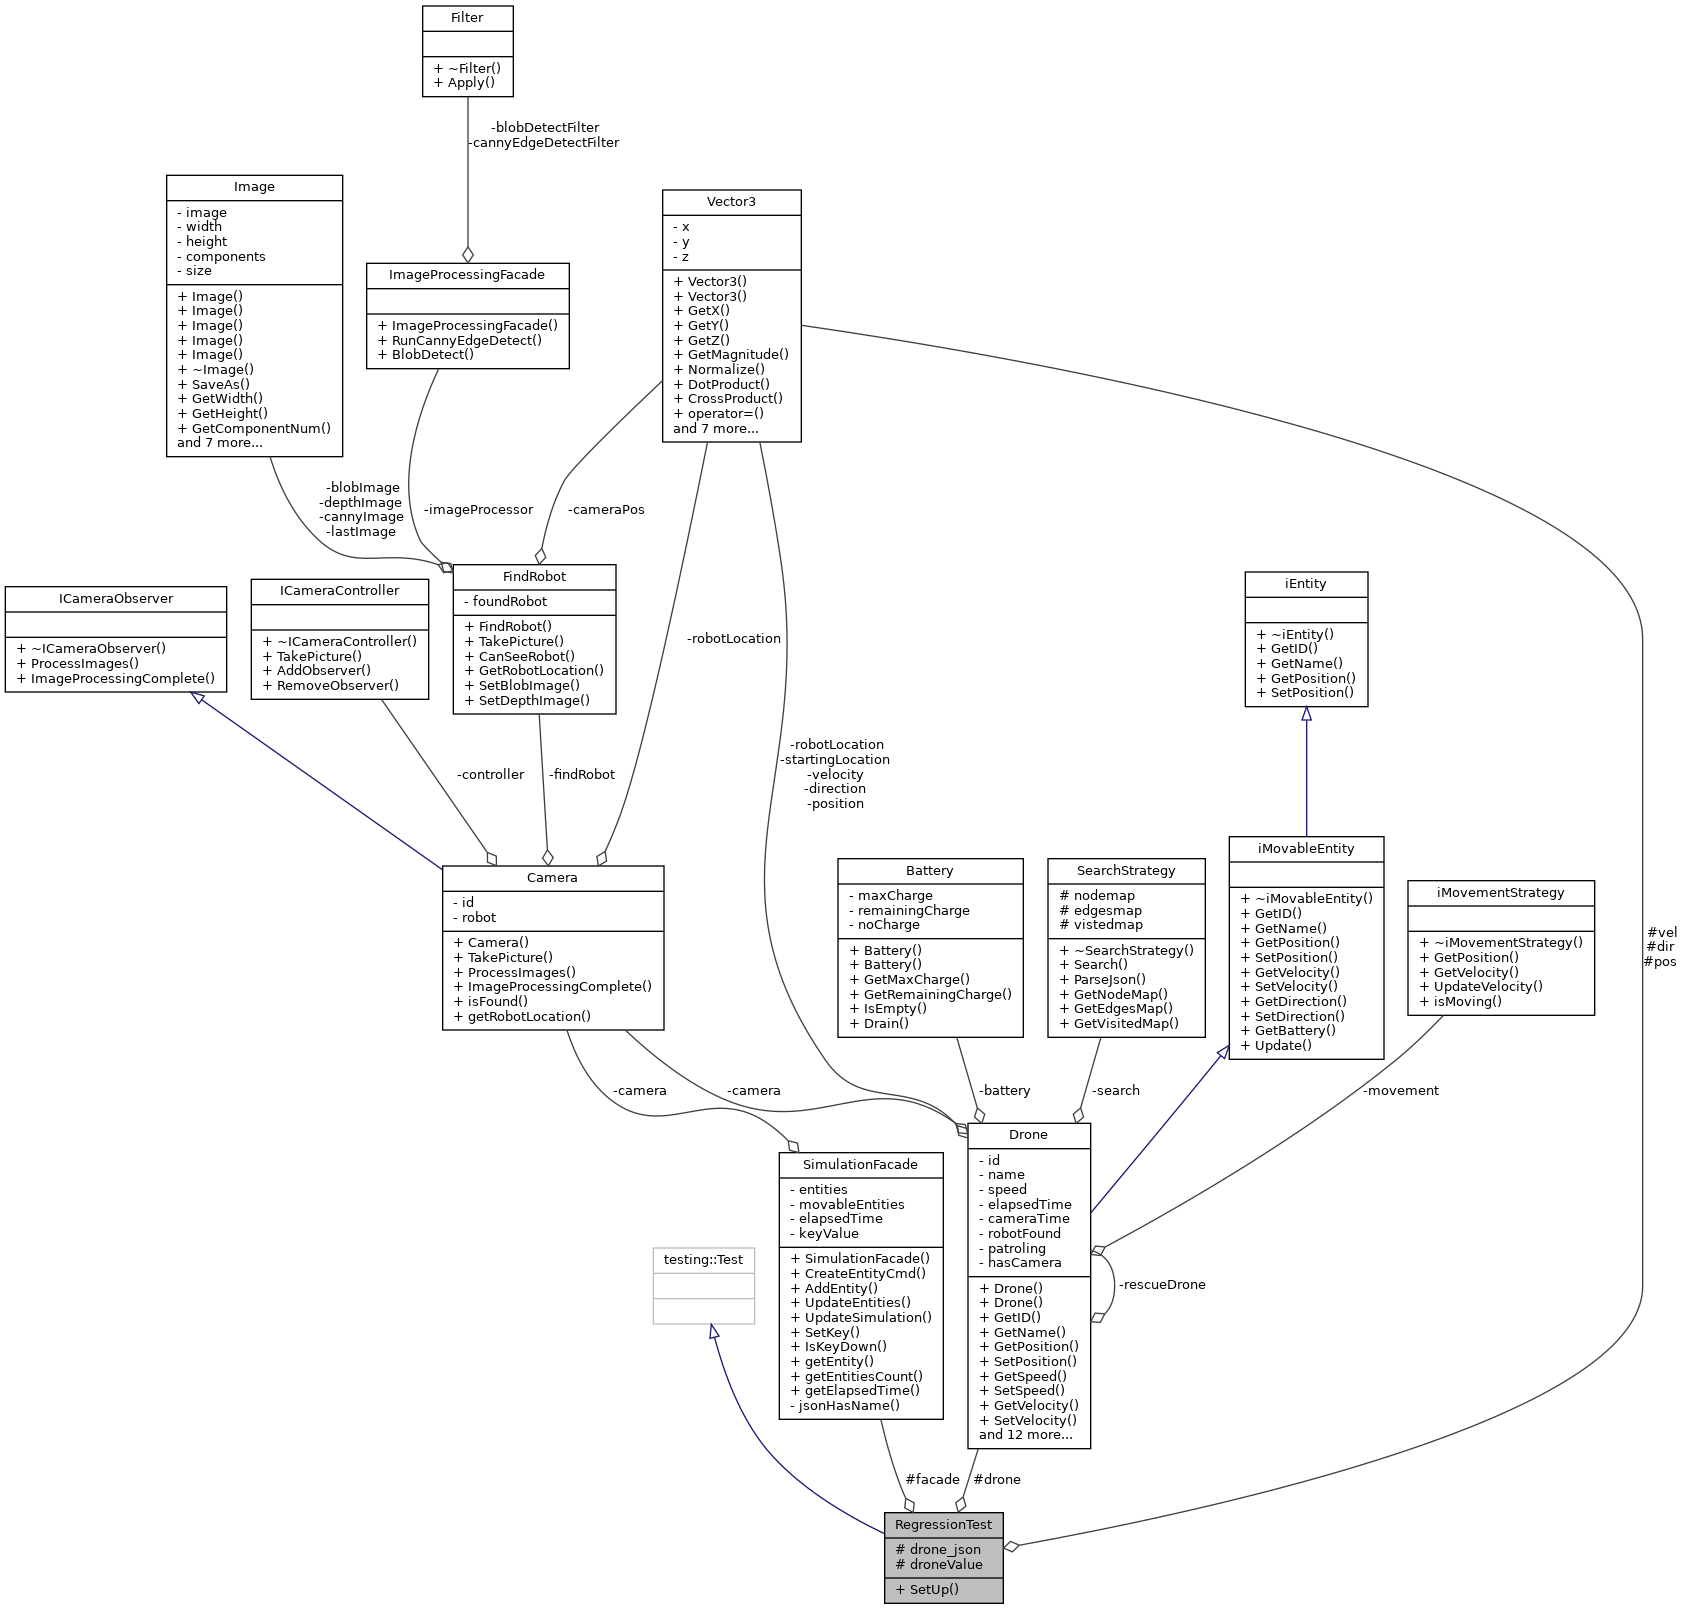 Filter
+ ~Filter()
+ Apply()
-blobDetectFilter
-cannyEdgeDetectFilter
Image
- image
- width
- height
- components
- size
+ Image()
+ Image()
+ Image()
+ Image()
+ Image()
+ ~Image()
+ SaveAs()
+ GetWidth()
+ GetHeight()
+ GetComponentNum()
and 7 more...
ImageProcessingFacade
+ ImageProcessingFacade()
+ RunCannyEdgeDetect()
+ BlobDetect()
Vector3
- x
- y
- z
+ Vector3()
+ Vector3()
+ GetX()
+ GetY()
+ GetZ()
+ GetMagnitude()
+ Normalize()
+ DotProduct()
+ CrossProduct()
+ operator=()
and 7 more...
-blobImage
-depthImage
-cannyImage
-lastImage
-imageProcessor
-cameraPos
ICameraObserver
+ ~ICameraObserver()
+ ProcessImages()
+ ImageProcessingComplete()
ICameraController
+ ~ICameraController()
+ TakePicture()
+ AddObserver()
+ RemoveObserver()
FindRobot
- foundRobot
+ FindRobot()
+ TakePicture()
+ CanSeeRobot()
+ GetRobotLocation()
+ SetBlobImage()
+ SetDepthImage()
-robotLocation
iEntity
+ ~iEntity()
+ GetID()
+ GetName()
+ GetPosition()
+ SetPosition()
-controller
-findRobot
-robotLocation
-startingLocation
-velocity
-direction
-position
Camera
- id
- robot
+ Camera()
+ TakePicture()
+ ProcessImages()
+ ImageProcessingComplete()
+ isFound()
+ getRobotLocation()
Battery
- maxCharge
- remainingCharge
- noCharge
+ Battery()
+ Battery()
+ GetMaxCharge()
+ GetRemainingCharge()
+ IsEmpty()
+ Drain()
SearchStrategy
# nodemap
# edgesmap
# vistedmap
+ ~SearchStrategy()
+ Search()
+ ParseJson()
+ GetNodeMap()
+ GetEdgesMap()
+ GetVisitedMap()
iMovableEntity
+ ~iMovableEntity()
+ GetID()
+ GetName()
+ GetPosition()
+ SetPosition()
+ GetVelocity()
+ SetVelocity()
+ GetDirection()
+ SetDirection()
+ GetBattery()
+ Update()
iMovementStrategy
+ ~iMovementStrategy()
+ GetPosition()
+ GetVelocity()
+ UpdateVelocity()
+ isMoving()
#vel
#dir
#pos
-camera
-camera
-battery
-search
-movement
SimulationFacade
- entities
- movableEntities
- elapsedTime
- keyValue
+ SimulationFacade()
+ CreateEntityCmd()
+ AddEntity()
+ UpdateEntities()
+ UpdateSimulation()
+ SetKey()
+ IsKeyDown()
+ getEntity()
+ getEntitiesCount()
+ getElapsedTime()
- jsonHasName()
Drone
- id
- name
- speed
- elapsedTime
- cameraTime
- robotFound
- patroling
- hasCamera
+ Drone()
+ Drone()
+ GetID()
+ GetName()
+ GetPosition()
+ SetPosition()
+ GetSpeed()
+ SetSpeed()
+ GetVelocity()
+ SetVelocity()
and 12 more...
-rescueDrone
testing::Test
#facade
#drone
RegressionTest
# drone_json
# droneValue
+ SetUp()